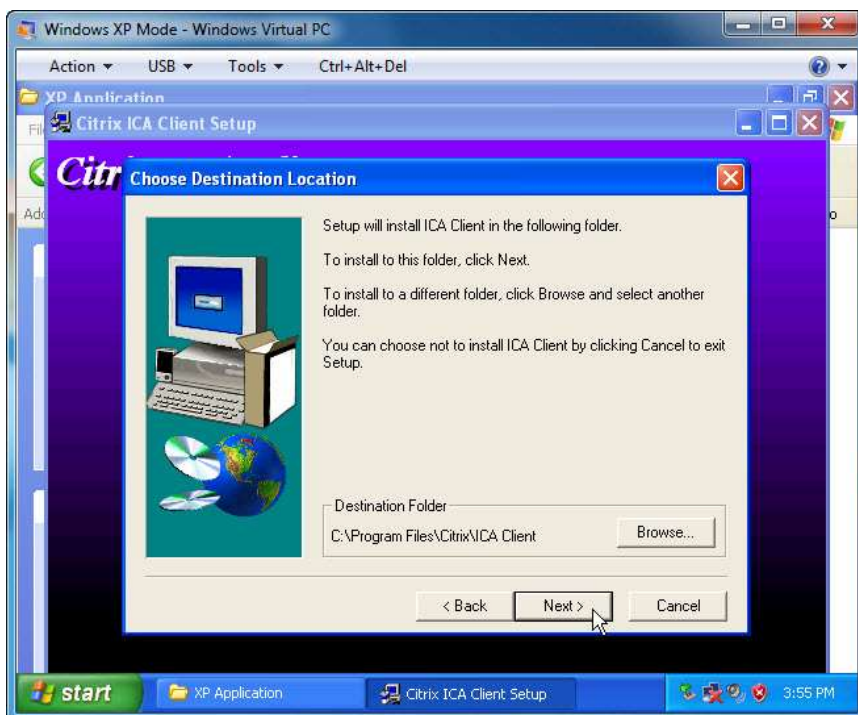 Windows XP Mode - Windows Virtual PC
Action USB Tools Ctrl+Alt+Del
XP Application
Citrix ICA Client Setup
Citr
Choose Destination Location
Setup will install ICA Client in the following folder.
To install to this folder, click Next.
To install to a different folder, click Browse and select another
folder.
You can choose not to install ICA Client by clicking Cancel to exit
Setup.
Destination Folder
C:\Program Files\Citrix\ICA Client
Browse...
< Back Next > Cancel
start XP Application Citrix ICA Client Setup 3:55 PM